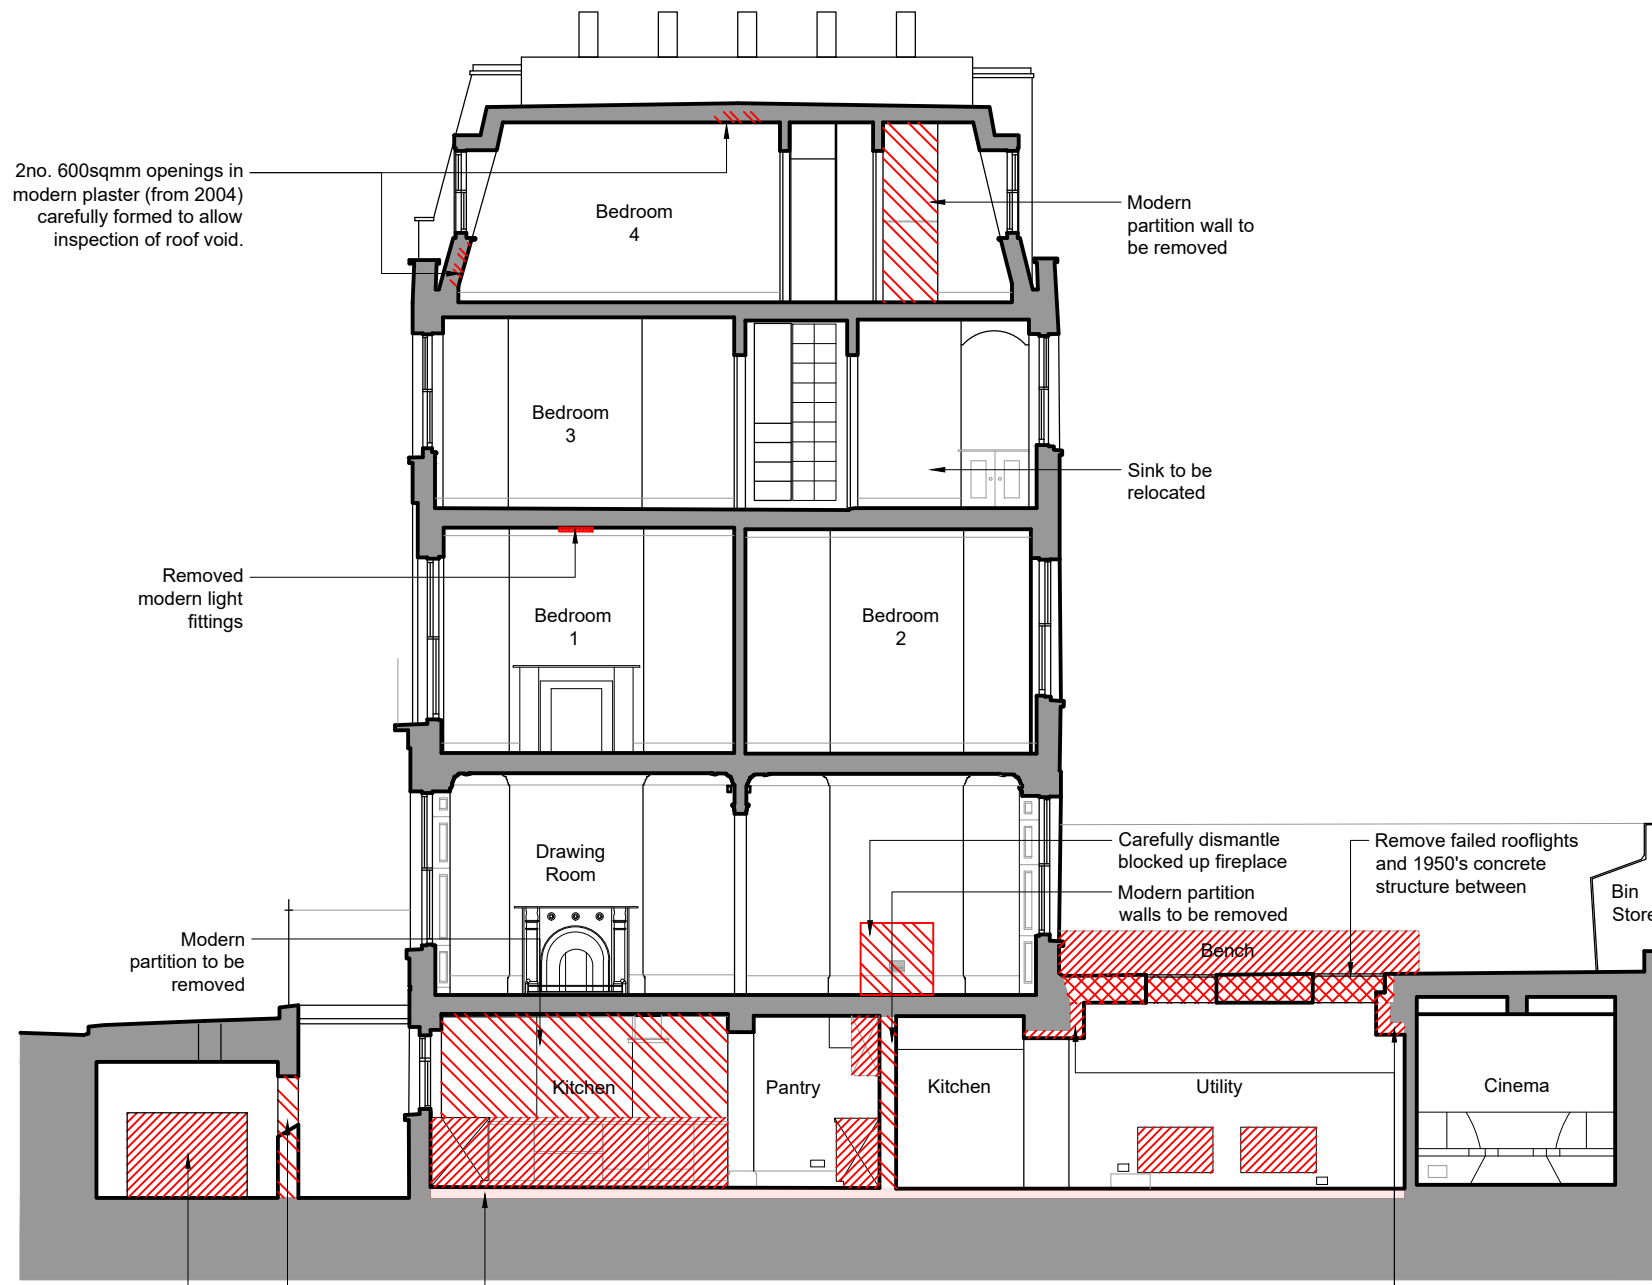 2no. 600sqmm openings in
modern plaster (from 2004)
carefully formed to allow
inspection of roof void.
Bedroom
4
Modern
partition wall to
be removed
Bedroom
3
Sink to be
relocated
Removed
modern light
fittings
Bedroom
1
Bedroom
2
Drawing
Room
Carefully dismantle
blocked up fireplace
Modern partition
walls to be removed
Remove failed rooflights
and 1950's concrete
structure between
Bin
Store
Bench
Modern
partition to be
removed
Kitchen
Pantry
Kitchen
Utility
Cinema